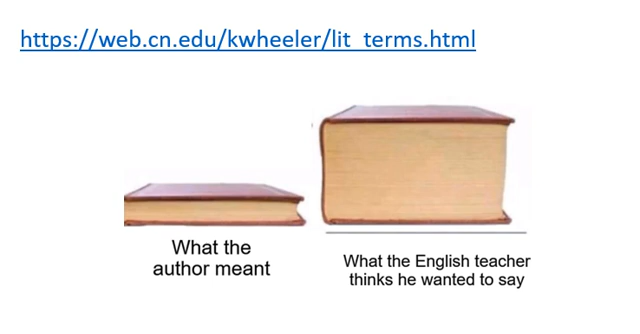 https://web.cn.edu/kwheeler/lit_terms.html
What the
author meant
What the English teacher
thinks he wanted to say